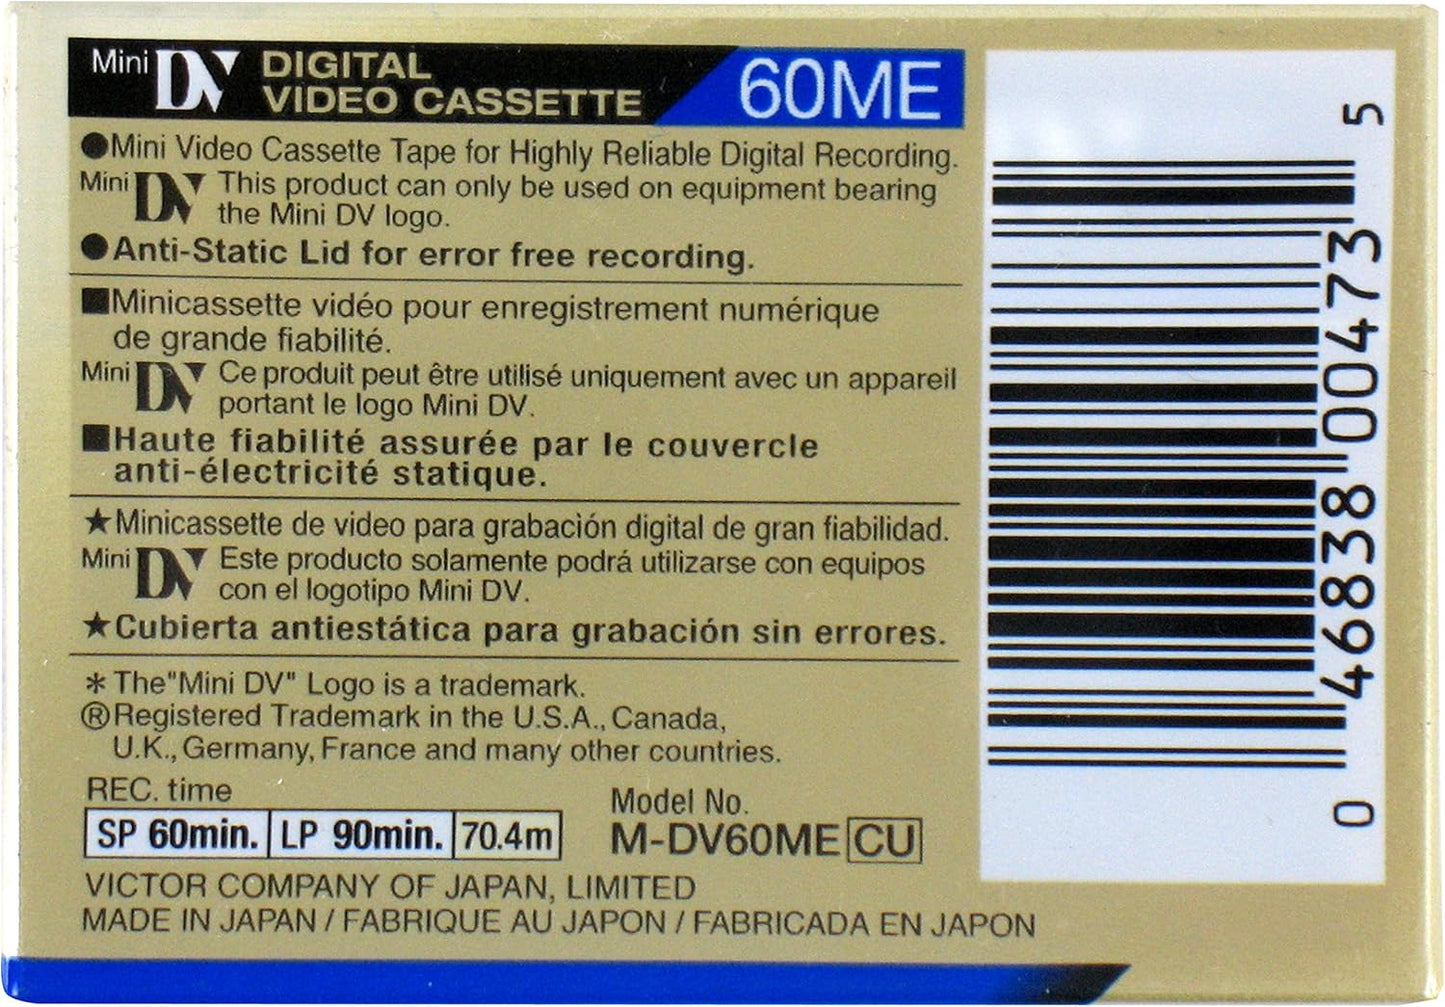 Mini DV DIGITAL
VIDEO CASSETTE
60ME
●Mini Video Cassette Tape for Highly Reliable Digital Recording.
Mini DV This product can only be used on equipment bearing
the Mini DV logo.
●Anti-Static Lid for error free recording.
■Minicassette vidéo pour enregistrement numérique
de grande fiabilité.
Mini DV Ce produit peut être utilisé uniquement avec un appareil
portant le logo Mini DV.
■Haute fiabilité assurée par le couvercle
anti-électricité statique.
★Minicassette de video para grabación digital de gran fiabilidad.
Mini DV Este producto solamente podrá utilizarse con equipos
con el logotipo Mini DV.
★Cubierta antiestática para grabación sin errores.
* The"Mini DV" Logo is a trademark.
®Registered Trademark in the U.S.A., Canada,
U.K., Germany, France and many other countries.
REC. time
SP 60min. LP 90min. 70.4m
Model No.
M-DV60ME CU
VICTOR COMPANY OF JAPAN, LIMITED
MADE IN JAPAN / FABRIQUE AU JAPON / FABRICADA EN JAPON
0 46838 00473 5